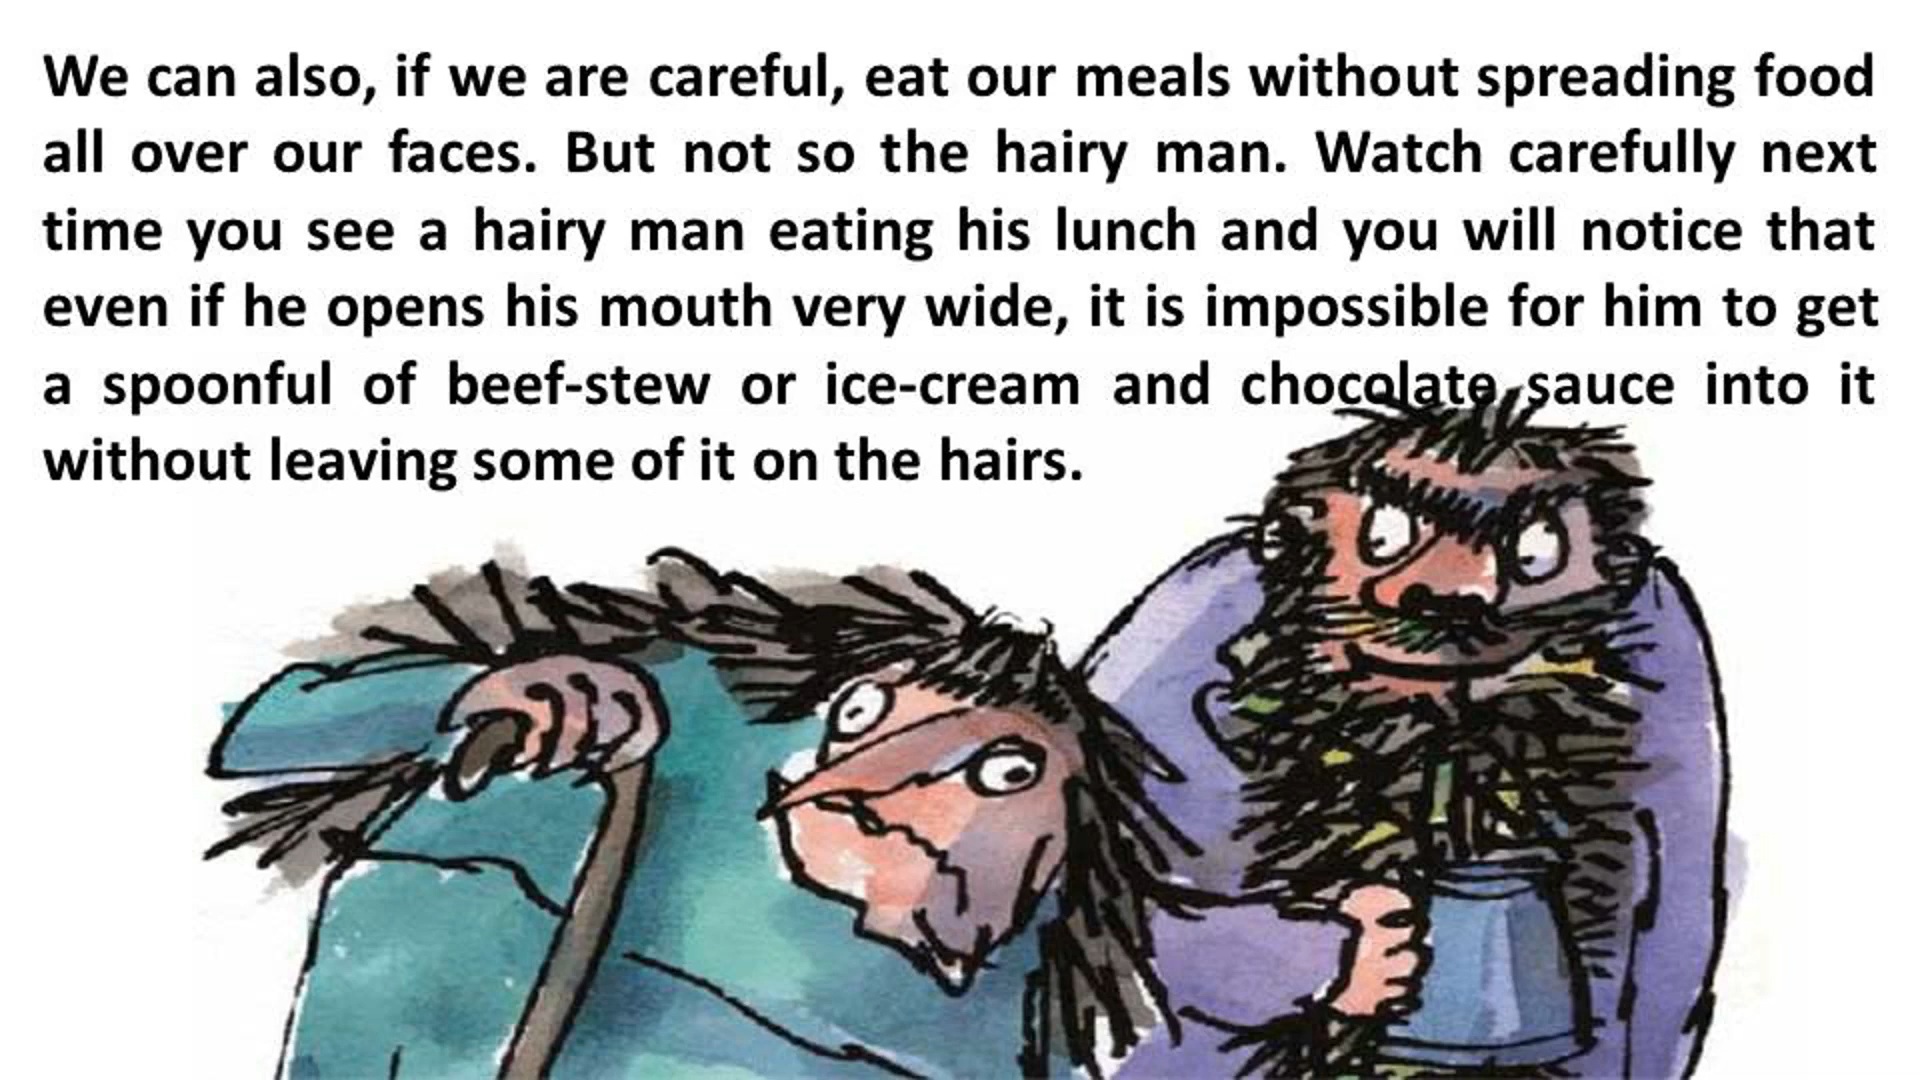 We can also, if we are careful, eat our meals without spreading food
all over our faces. But not so the hairy man. Watch carefully next
time you see a hairy man eating his lunch and you will notice that
even if he opens his mouth very wide, it is impossible for him to get
a spoonful of beef-stew or ice-cream and chocolate sauce into it
without leaving some of it on the hairs.